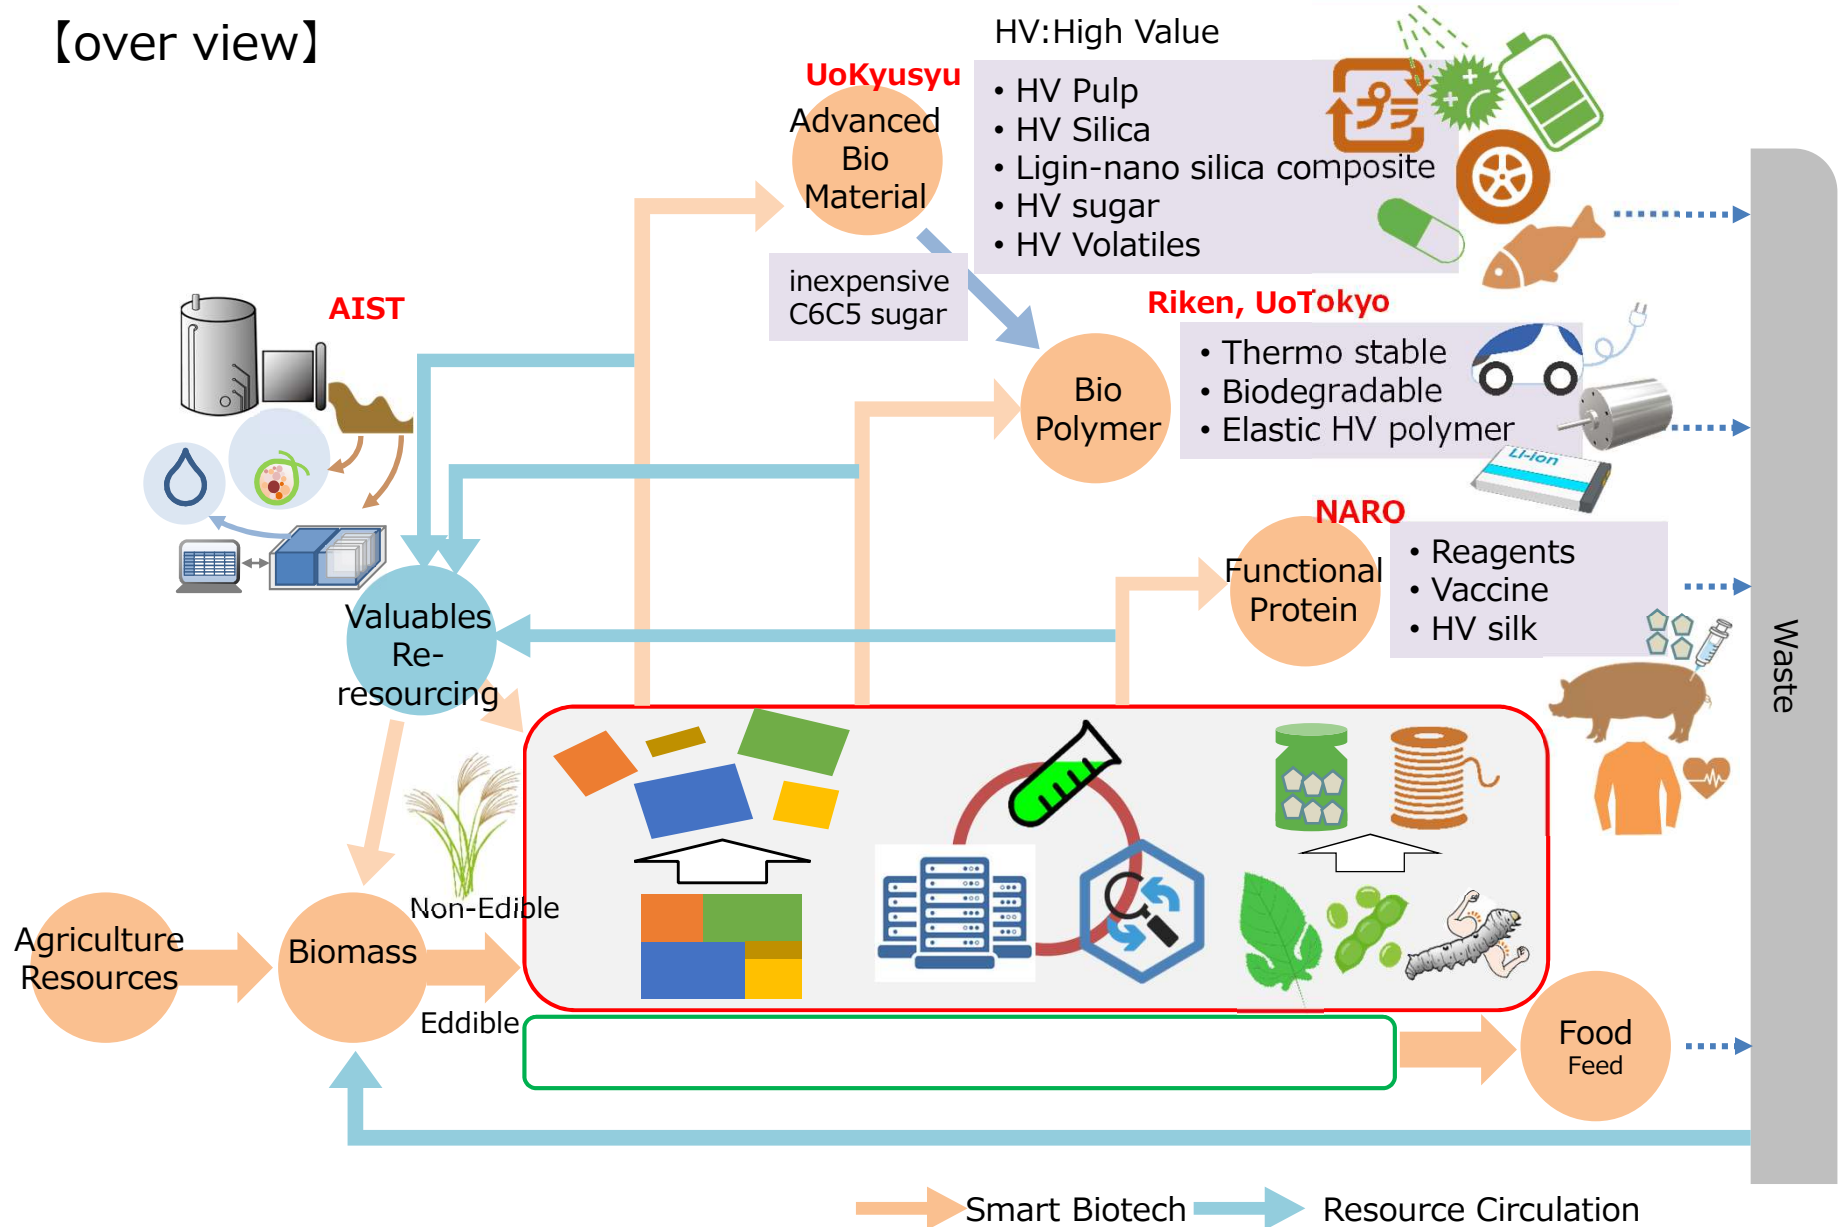 【over view】
HV:High Value
UoKyusyu
Advanced
Bio
Material
• HV Pulp
• HV Silica
• Ligin-nano silica composite
• HV sugar
• HV Volatiles
プラ
inexpensive
C6C5 sugar
AIST
Riken, UoTokyo
Bio
Polymer
• Thermo stable
• Biodegradable
• Elastic HV polymer
Li-ion
NARO
Functional
Protein
• Reagents
• Vaccine
• HV silk
Valuables
Re-
resourcing
Waste
Non-Edible
Agriculture
Resources
Biomass
Eddible
Food
Feed
Smart Biotech
Resource Circulation